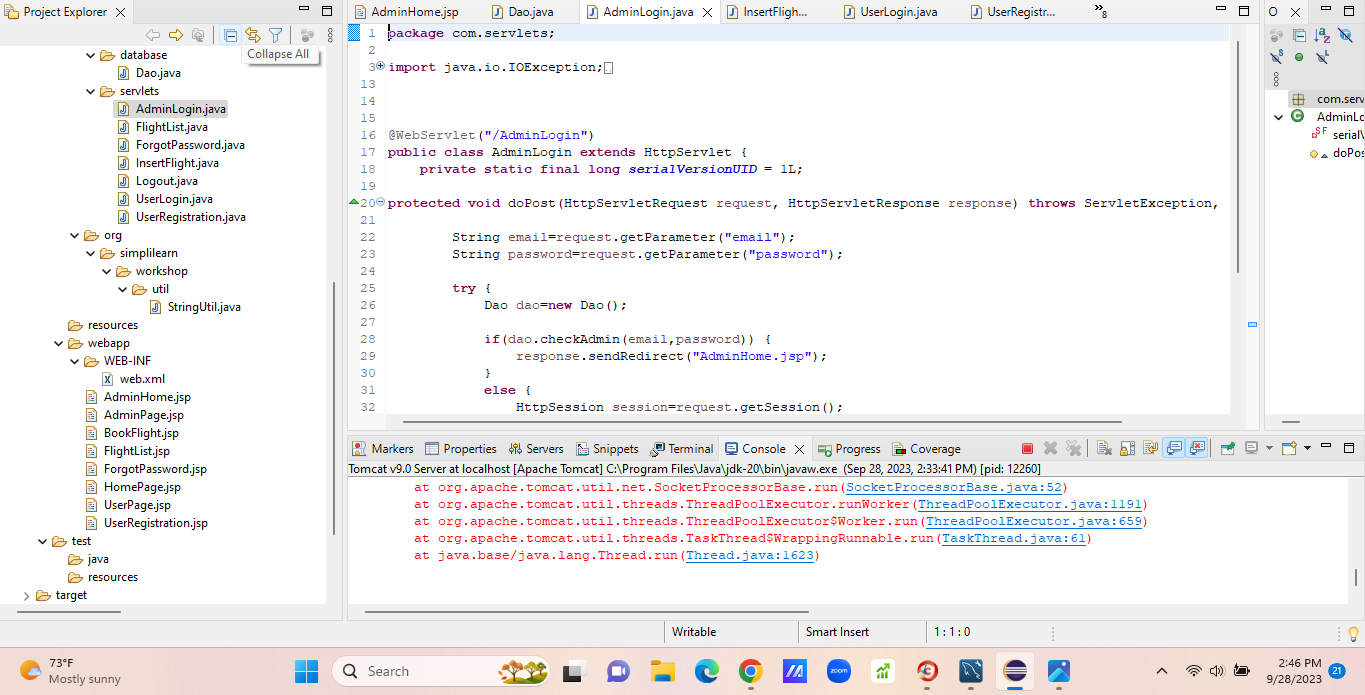 Project Explorer
AdminHome.jsp
Dao.java
AdminLogin.java
InsertFligh...
UserLogin.java
UserRegistr...
8
O
Collapse All
database
Dao.java
servlets
AdminLogin.java
FlightList.java
ForgotPassword.java
InsertFlight.java
Logout.java
UserLogin.java
UserRegistration.java
org
simplilearn
workshop
util
StringUtil.java
resources
webapp
WEB-INF
web.xml
AdminHome.jsp
AdminPage.jsp
BookFlight.jsp
FlightList.jsp
ForgotPassword.jsp
HomePage.jsp
UserPage.jsp
UserRegistration.jsp
test
java
resources
target
1 package com.servlets;
2
3 import java.io.IOException;
13
14
15
16 @WebServlet("/AdminLogin")
17 public class AdminLogin extends HttpServlet {
18 private static final long serialVersionUID = 1L;
19
20 protected void doPost(HttpServletRequest request, HttpServletResponse response) throws ServletException,
21
22 String email=request.getParameter("email");
23 String password=request.getParameter("password");
24
25 try {
26 Dao dao=new Dao();
27
28 if(dao.checkAdmin(email,password)) {
29 response.sendRedirect("AdminHome.jsp");
30 }
31 else {
32 HttpSession session=request.getSession();
com.serv
AdminLo
serialV
doPos
Markers
Properties
Servers
Snippets
Terminal
Console
Progress
Coverage
Tomcat v9.0 Server at localhost [Apache Tomcat] C:\Program Files\Java\jdk-20\bin\javaw.exe (Sep 28, 2023, 2:33:41 PM) [pid: 12260]
at org.apache.tomcat.util.net.SocketProcessorBase.run(SocketProcessorBase.java:52)
at org.apache.tomcat.util.threads.ThreadPoolExecutor.runWorker(ThreadPoolExecutor.java:1191)
at org.apache.tomcat.util.threads.ThreadPoolExecutor$Worker.run(ThreadPoolExecutor.java:659)
at org.apache.tomcat.util.threads.TaskThread$WrappingRunnable.run(TaskThread.java:61)
at java.base/java.lang.Thread.run(Thread.java:1623)
Writable
Smart Insert
1 : 1 : 0
73°F
Mostly sunny
Search
zoom
2:46 PM
9/28/2023
21